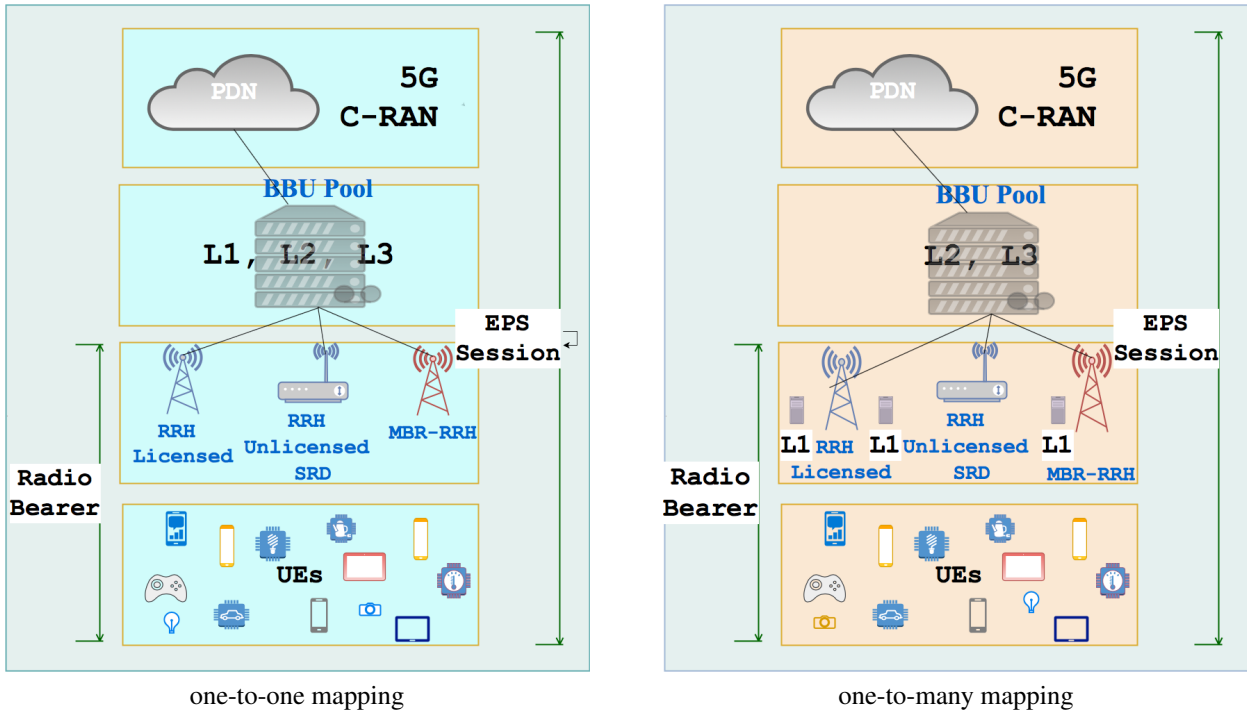 PDN
5G
C-RAN
BBU Pool
L1, L2, L3
EPS
Session
RRH
Licensed
RRH
Unlicensed
SRD
MBR-RRH
Radio
Bearer
UEs
one-to-one mapping
PDN
5G
C-RAN
BBU Pool
L2, L3
EPS
Session
L1
RRH
Licensed
L1
RRH
Unlicensed
SRD
L1
MBR-RRH
Radio
Bearer
UEs
one-to-many mapping